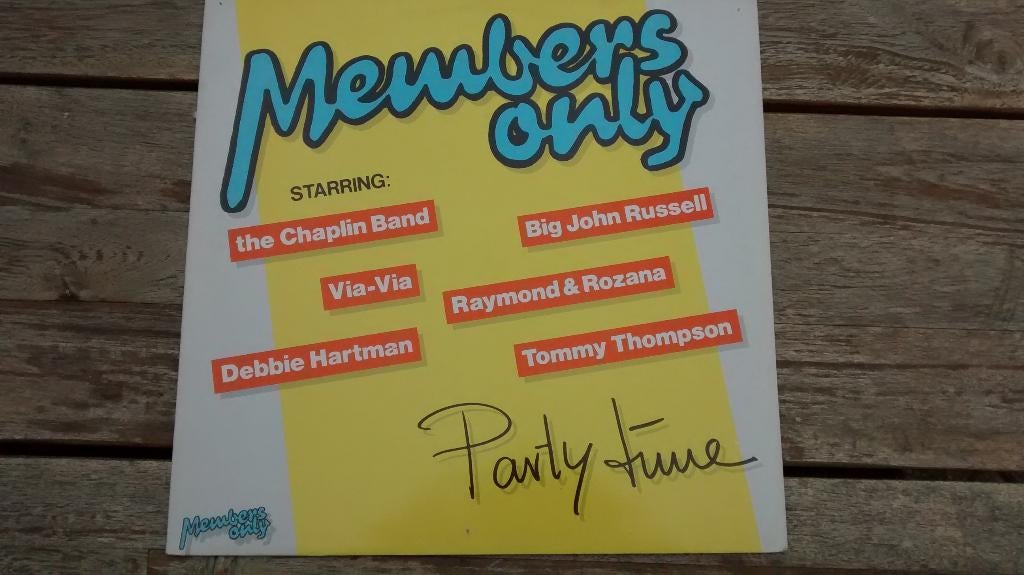 Members
only
STARRING:
the Chaplin Band
Big John Russell
Via-Via
Raymond & Rozana
Debbie Hartman
Tommy Thompson
Party time
Members
only